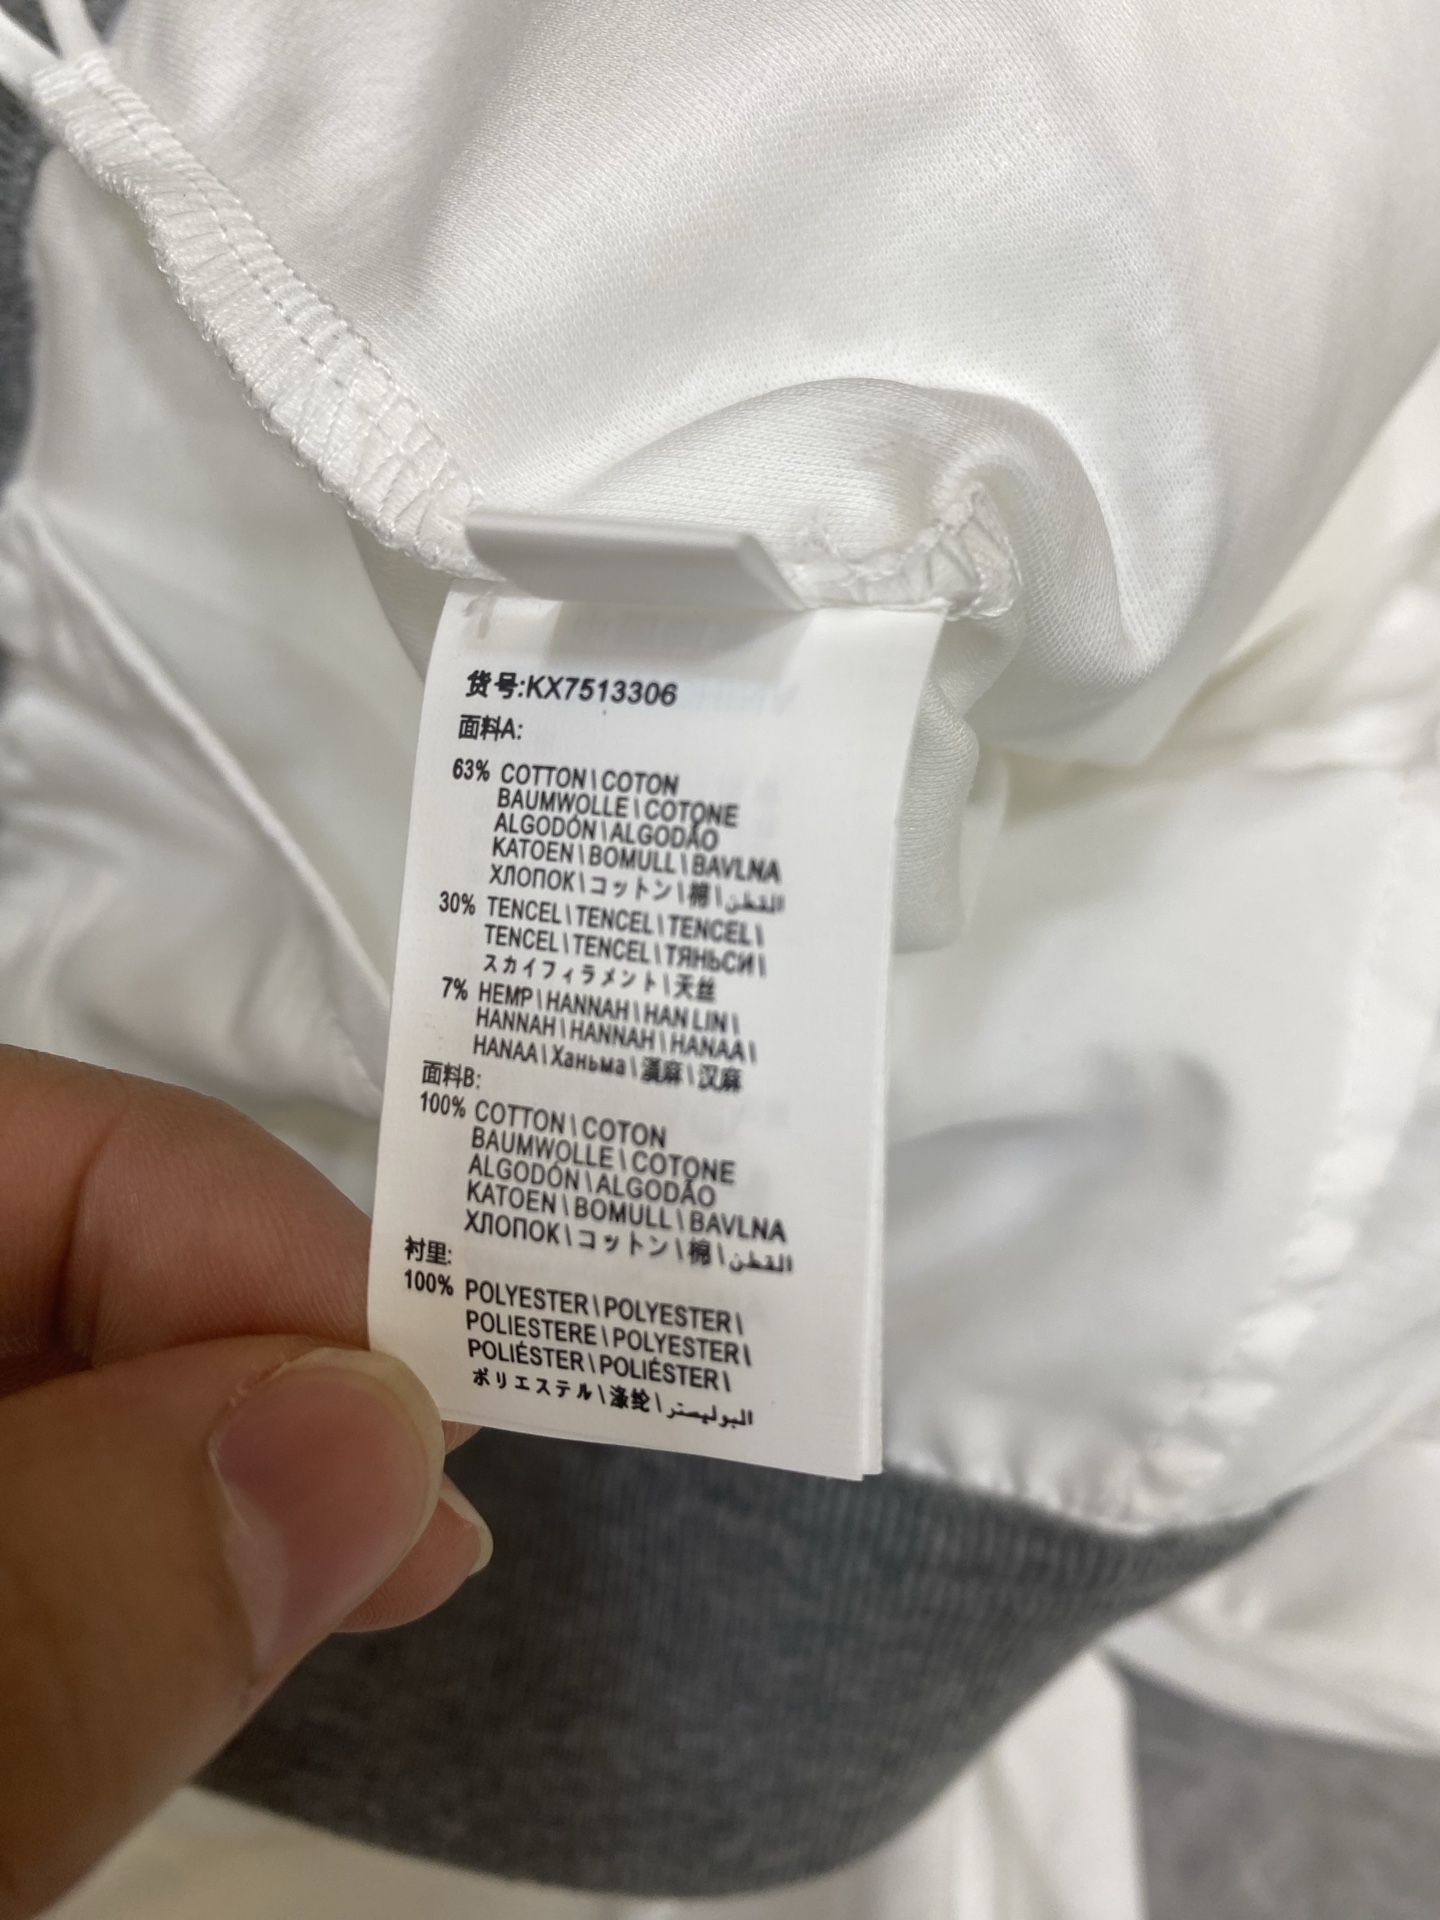 货号:KX7513306
面料A:
63% COTTON\COTON
BAUMWOLLE\COTONE
ALGODÓN\ALGODÃO
KATOEN\BOMULL\BAVLNA
ХЛОПОК\コットン\棉\القطن
30% TENCEL\TENCEL\TENCEL\
TENCEL\TENCEL\ТЯНЬСИ\
スカイフィラメント\天丝
7% HEMP\HANNAH\HAN LIN\
HANNAH\HANNAH\HANAA\
HANAA\Ханьма\漢麻\汉麻
面料B:
100% COTTON\COTON
BAUMWOLLE\COTONE
ALGODÓN\ALGODÃO
KATOEN\BOMULL\BAVLNA
ХЛОПОК\コットン\棉\القطن
衬里:
100% POLYESTER\POLYESTER\
POLIESTERE\POLYESTER\
POLIÉSTER\POLIÉSTER\
ポリエステル\涤纶\البوليستر